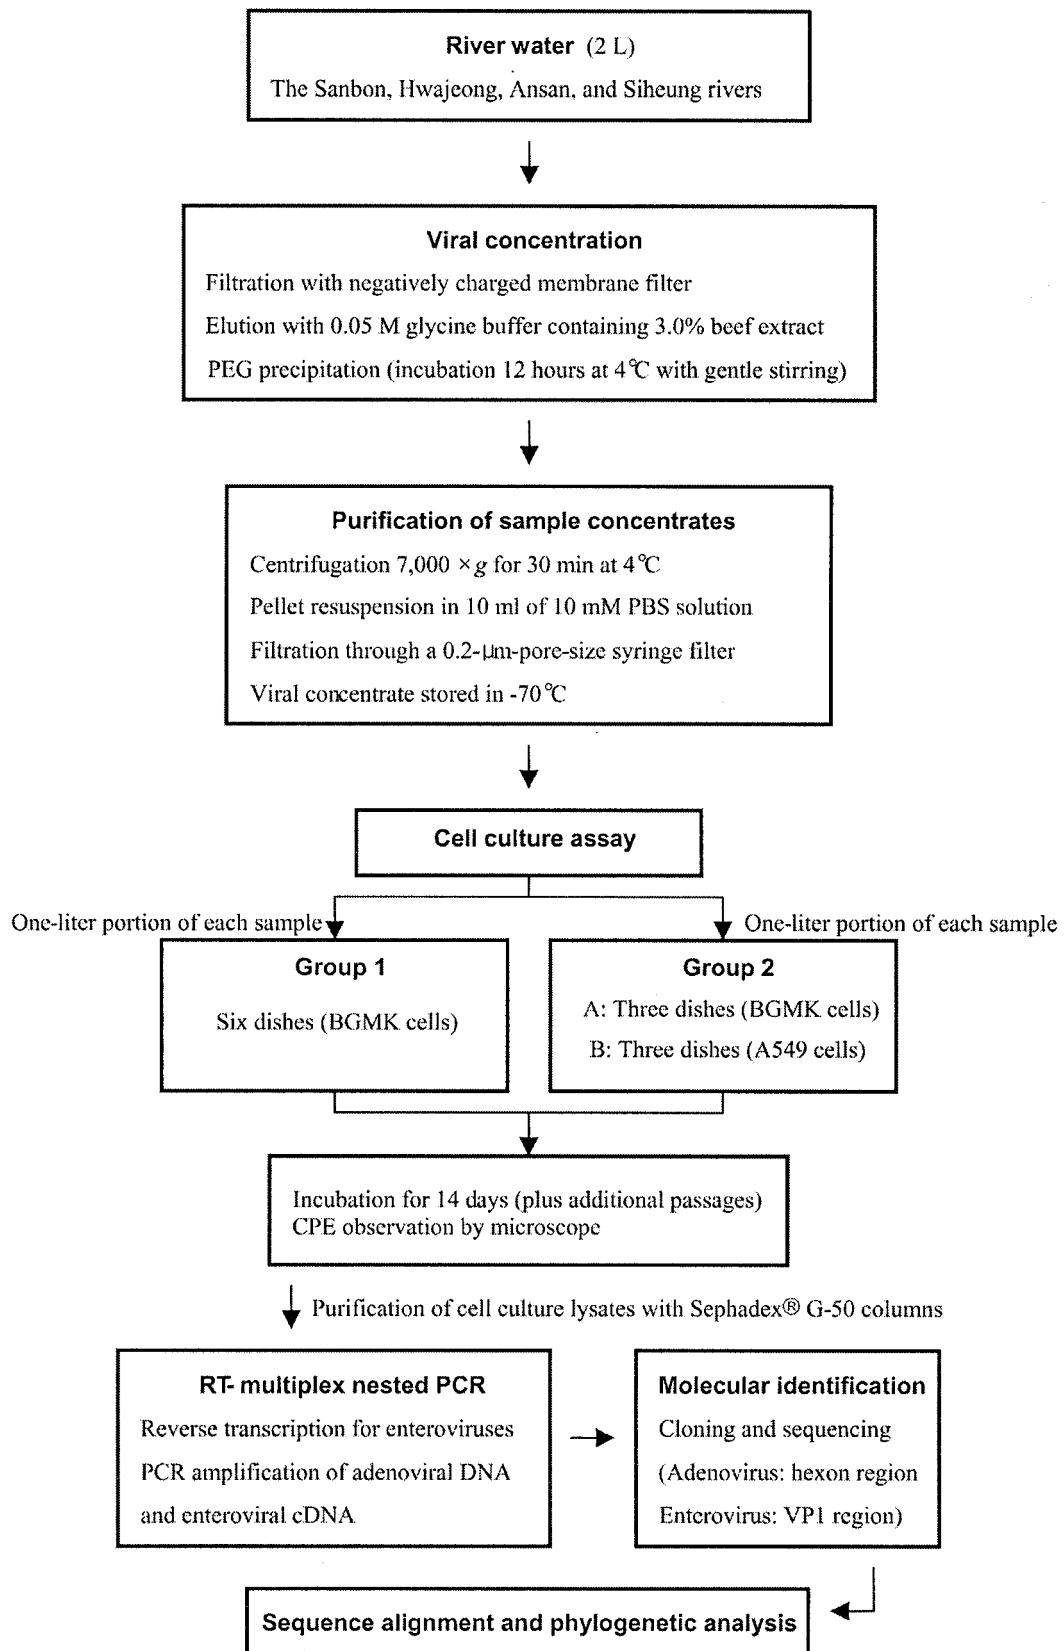 River water (2 L)
The Sanbon, Hwajeong, Ansan, and Siheung rivers
Viral concentration
Filtration with negatively charged membrane filter
Elution with 0.05 M glycine buffer containing 3.0% beef extract
PEG precipitation (incubation 12 hours at 4℃ with gentle stirring)
Purification of sample concentrates
Centrifugation 7,000 × g for 30 min at 4℃
Pellet resuspension in 10 ml of 10 mM PBS solution
Filtration through a 0.2-μm-pore-size syringe filter
Viral concentrate stored in -70℃
Cell culture assay
One-liter portion of each sample
One-liter portion of each sample
Group 1
Six dishes (BGMK cells)
Group 2
A: Three dishes (BGMK cells)
B: Three dishes (A549 cells)
Incubation for 14 days (plus additional passages)
CPE observation by microscope
Purification of cell culture lysates with Sephadex® G-50 columns
RT- multiplex nested PCR
Reverse transcription for enteroviruses
PCR amplification of adenoviral DNA
and enteroviral cDNA
Molecular identification
Cloning and sequencing
(Adenovirus: hexon region
Enterovirus: VP1 region)
Sequence alignment and phylogenetic analysis